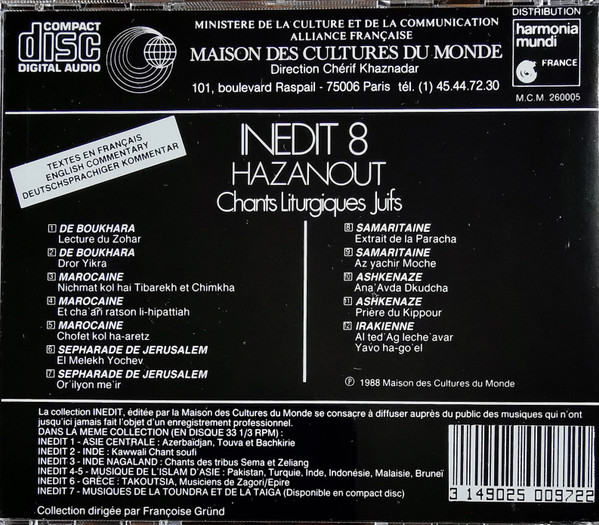 COMPACT
disc
DIGITAL AUDIO
MINISTERE DE LA CULTURE ET DE LA COMMUNICATION
ALLIANCE FRANÇAISE
MAISON DES CULTURES DU MONDE
Direction Chérif Khaznadar
101, boulevard Raspail - 75006 Paris tél. (1) 45.44.72.30
DISTRIBUTION
harmonia
mundi
FRANCE
M.C.M. 260005
TEXTES EN FRANÇAIS
ENGLISH COMMENTARY
DEUTSCHSPRACHIGER KOMMENTAR
INEDIT 8
HAZANOUT
Chants Liturgiques Juifs
1 DE BOUKHARA
Lecture du Zohar
2 DE BOUKHARA
Dror Yikra
3 MAROCAINE
Nichmat kol hai Tibarekh et Chimkha
4 MAROCAINE
Et cha'añ ratson li-hipattiah
5 MAROCAINE
Chofet kol ha-aretz
6 SEPHARADE DE JERUSALEM
El Melekh Yochev
7 SEPHARADE DE JERUSALEM
Or'ilyon me'ir
8 SAMARITAINE
Extrait de la Paracha
9 SAMARITAINE
Az yachir Moche
10 ASHKENAZE
Ana'Avda Dkudcha
11 ASHKENAZE
Prière du Kippour
12 IRAKIENNE
Al ted'Ag leche'avar
Yavo ha-go'el
℗ 1988 Maison des Cultures du Monde
La collection INEDIT, éditée par la Maison des Cultures du Monde se consacre à diffuser auprès du public des musiques qui n'ont
jusqu'ici jamais fait l'objet d'un enregistrement professionnel.
DANS LA MEME COLLECTION (EN DISQUE 33 1/3 RPM) :
INEDIT 1 - ASIE CENTRALE : Azerbaïdjan, Touva et Bachkirie
INEDIT 2 - INDE : Kawwali Chant soufi
INEDIT 3 - INDE NAGALAND : Chants des tribus Sema et Zeliang
INEDIT 4-5 - MUSIQUE DE L'ISLAM D'ASIE : Pakistan, Turquie, Inde, Indonésie, Malaisie, Bruneï
INEDIT 6 - GRÈCE : TAKOUTSIA, Musiciens de Zagori/Epire
INEDIT 7 - MUSIQUES DE LA TOUNDRA ET DE LA TAIGA (Disponible en compact disc)
Collection dirigée par Françoise Gründ
3 149025 009722